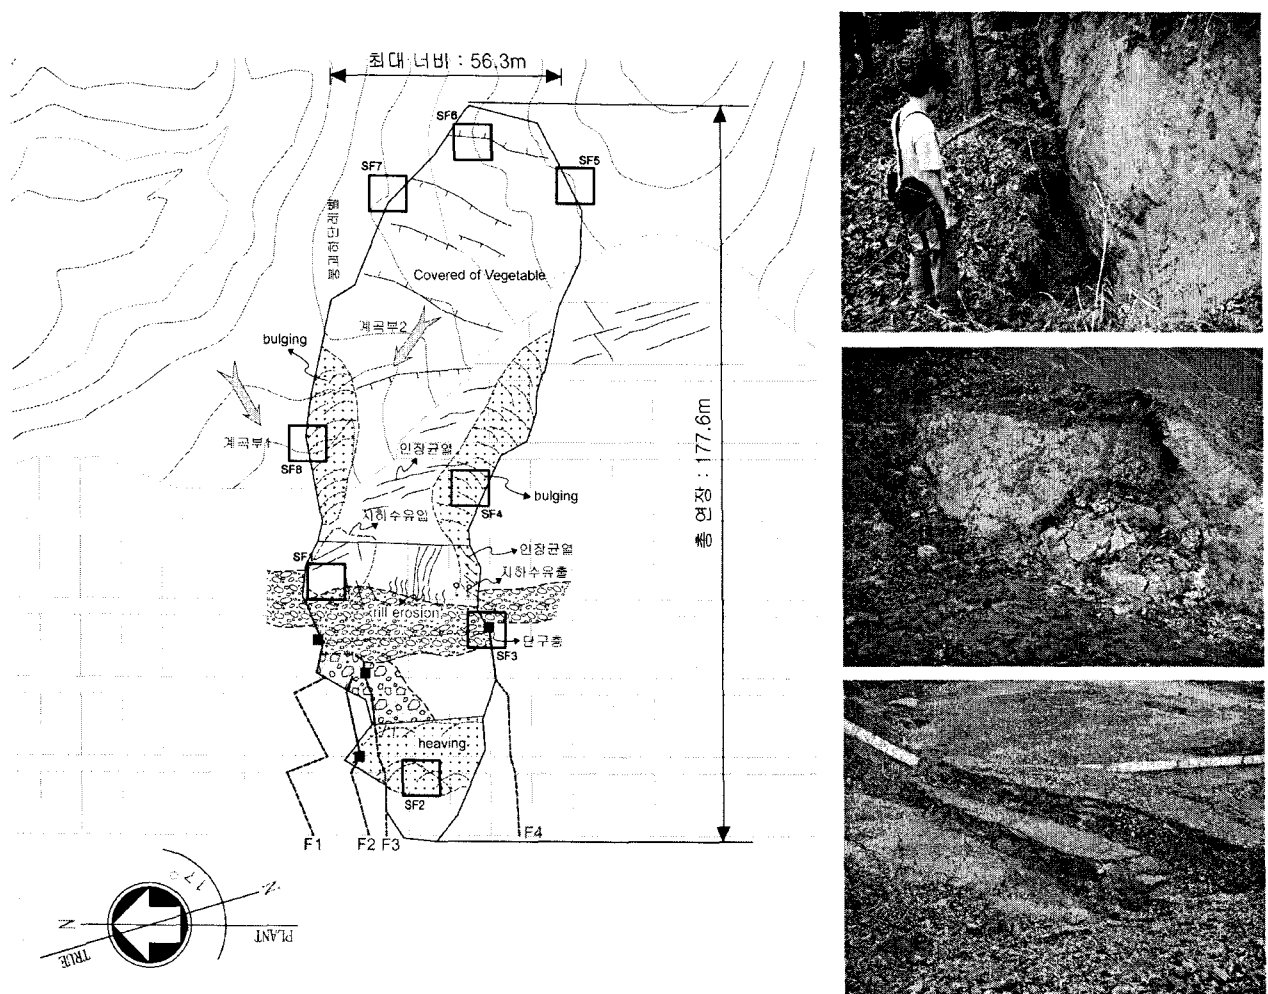 최대 너비 : 56.3m
SF6
SF7
SF5
Covered of Vegetable
계곡부2
bulging
계곡부1
SF8
인장균열
bulging
SF4
총 연장 : 177.6m
지하수유입
인장균열
SF1
지하수유출
rill erosion
단구층
SF3
heaving
SF2
F1
F2
F3
F4
17°
N
N
PLANT
TRUE